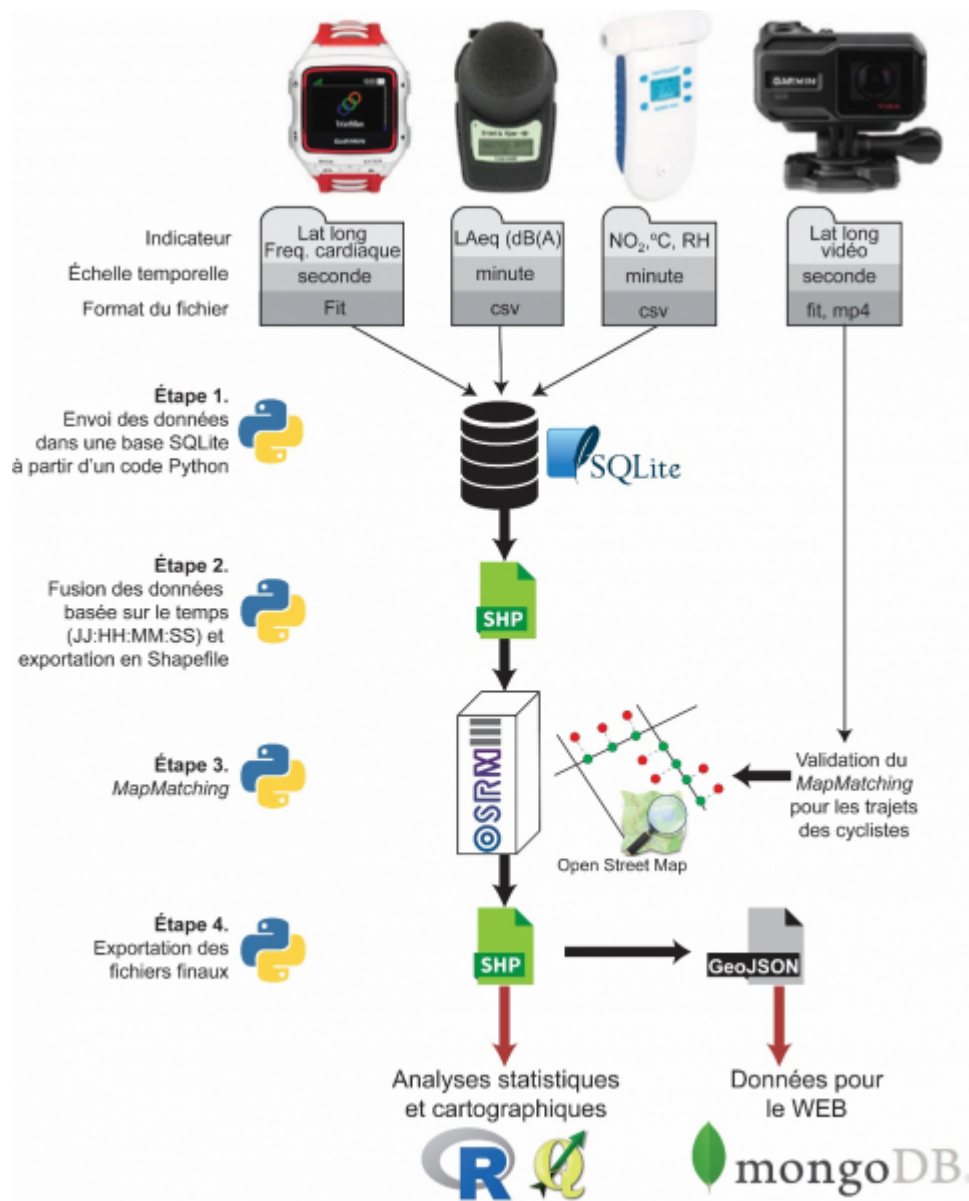 Triathlon
GARMIN
GARMIN
Indicateur
Lat long
Freq. cardiaque
LAeq (dB(A)
NO2,ºC, RH
Lat long
vidéo
Échelle temporelle
seconde
minute
minute
seconde
Format du fichier
Fit
csv
csv
fit, mp4
Étape 1.
Envoi des données
dans une base SQLite
à partir d'un code Python
SQLite
Étape 2.
Fusion des données
basée sur le temps
(JJ:HH:MM:SS) et
exportation en Shapefile
SHP
Étape 3.
MapMatching
OSRM
Open Street Map
Validation du
MapMatching
pour les trajets
des cyclistes
Étape 4.
Exportation des
fichiers finaux
SHP
GeoJSON
Analyses statistiques
et cartographiques
Données pour
le WEB
R
Q
mongoDB.